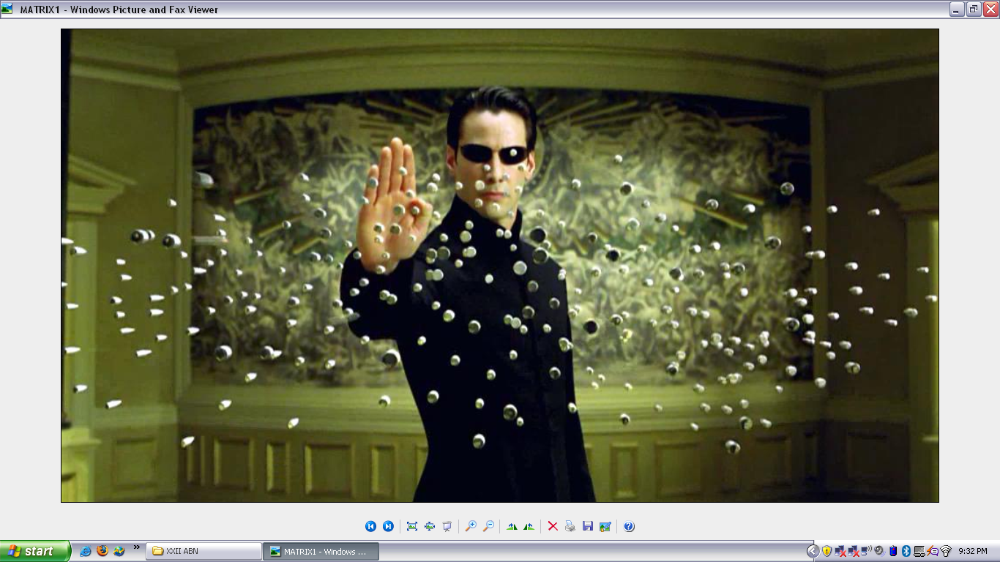 MATRIX1 - Windows Picture and Fax Viewer
start
»
XXII ABN
MATRIX1 - Windows ...
9:32 PM